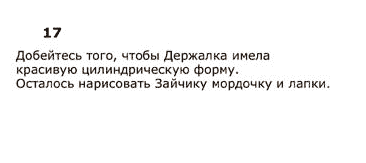 17
Добейтесь того, чтобы Держалка имела
красивую цилиндрическую форму.
Осталось нарисовать Зайчику мордочку и лапки.